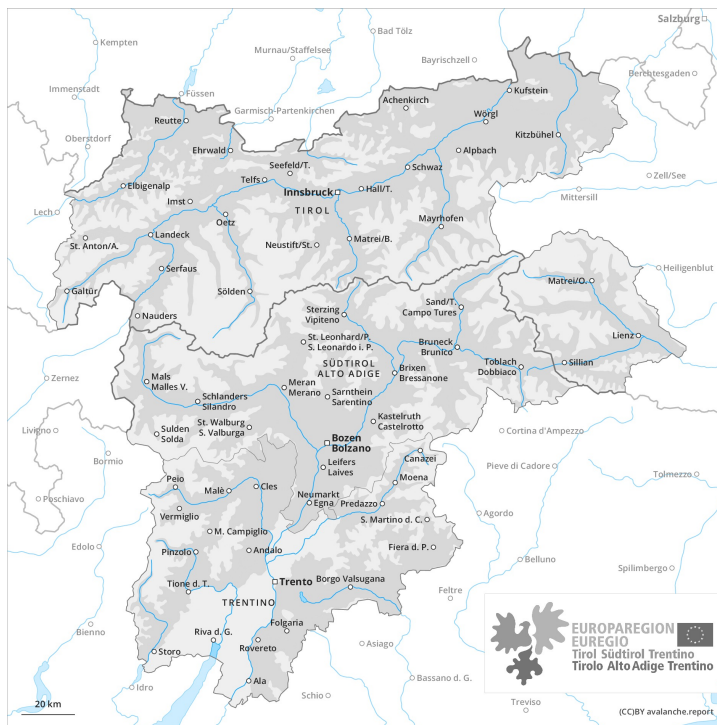 Salzburg
Kempten
Bad Tölz
Murnau/Staffelsee
Bayrischzell
Berchtesgaden
Immenstadt
Füssen
Kufstein
Achenkirch
Garmisch-Partenkirchen
Wörgl
Reutte
Kitzbühel
Oberstdorf
Ehrwald
Alpbach
Seefeld/T.
Schwaz
Zell/See
Telfs
Elbigenalp
Innsbruck
Hall/T.
Mittersill
Imst
TIROL
Lech
Oetz
Mayrhofen
Landeck
Matrei/B.
St. Anton/A.
Neustift/St.
Serfaus
Heiligenblut
Matrei/O.
Galtür
Sölden
Sand/T.
Campo Tures
Nauders
Sterzing
Vipiteno
St. Leonhard/P.
S. Leonardo i. P.
Bruneck
Brunico
Lienz
SÜDTIROL
ALTO ADIGE
Toblach
Dobbiaco
Sillian
Brixen
Bressanone
Zernez
Mals
Malles V.
Meran
Merano
Schlanders
Silandro
Sarnthein
Sarentino
St. Walburg
S. Valburga
Kastelruth
Castelrotto
Livigno
Sulden
Solda
Cortina d'Ampezzo
Bozen
Bolzano
Bormio
Canazei
Leifers
Laives
Pieve di Cadore
Tolmezzo
Peio
Moena
Malè
Cles
Neumarkt
Egna
Predazzo
Poschiavo
Vermiglio
Agordo
S. Martino d. C.
M. Campiglio
Edolo
Pinzolo
Andalo
Fiera d. P.
Belluno
Spilimbergo
Tione d. T.
Trento
Borgo Valsugana
Feltre
TRENTINO
Folgaria
Bienno
Riva d. G.
Rovereto
Asiago
Storo
Ala
Bassano d. G.
Idro
Schio
Treviso
EUROPAREGION
EUREGIO
Tirol Südtirol Trentino
Tirolo Alto Adige Trentino
20 km
(CC)BY avalanche.report